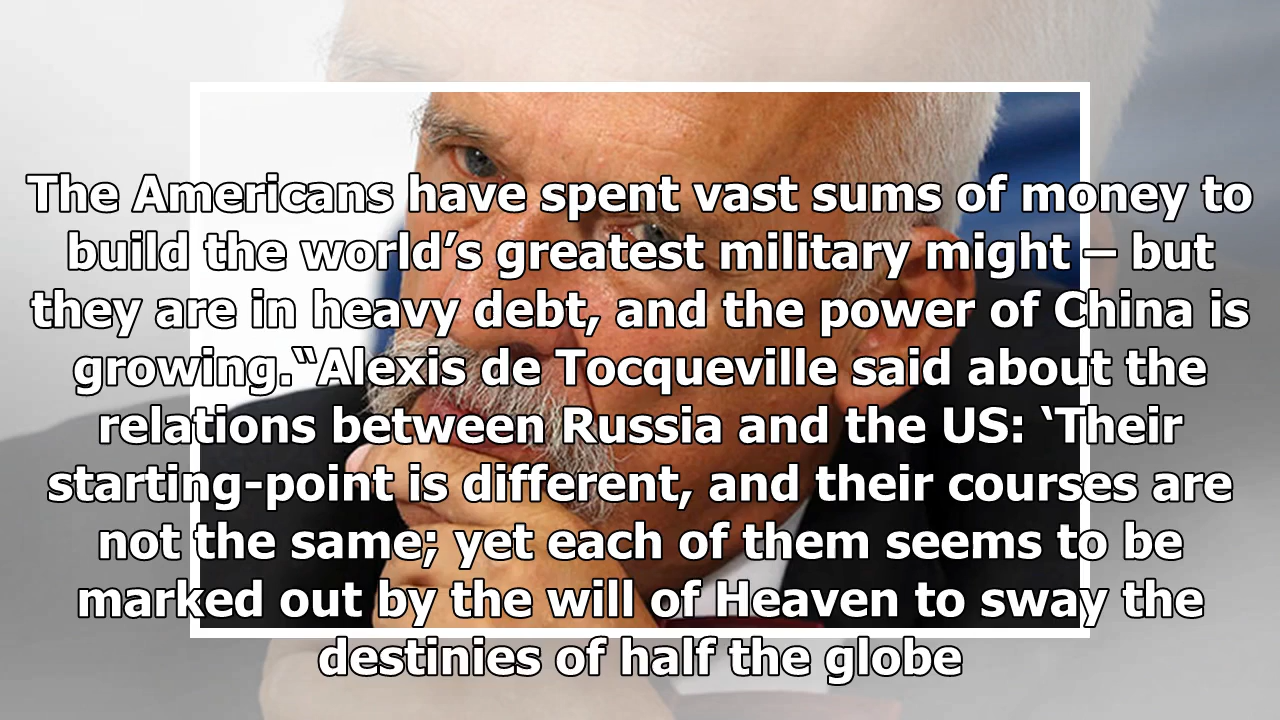 The Americans have spent vast sums of money to
build the world’s greatest military might – but
they are in heavy debt, and the power of China is
growing.“Alexis de Tocqueville said about the
relations between Russia and the US: ‘Their
starting-point is different, and their courses are
not the same; yet each of them seems to be
marked out by the will of Heaven to sway the
destinies of half the globe